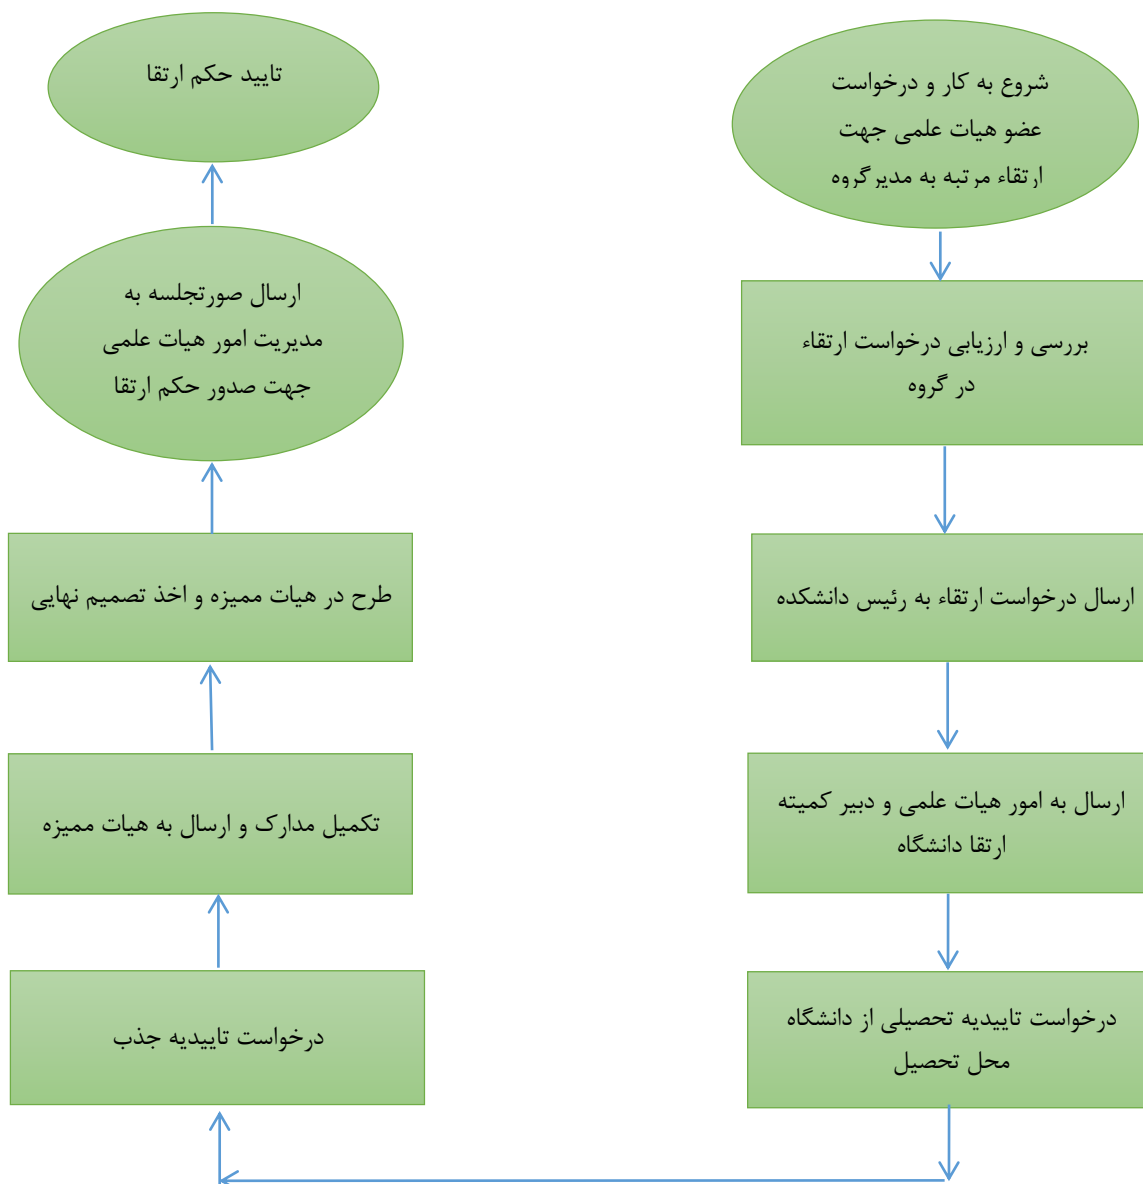 شروع به کار و درخواست
عضو هیات علمی جهت
ارتقاء مرتبه به مدیرگروه
بررسی و ارزیابی درخواست ارتقاء
در گروه
ارسال درخواست ارتقاء به رئیس دانشکده
ارسال به امور هیات علمی و دبیر کمیته
ارتقا دانشگاه
درخواست تاییدیه تحصیلی از دانشگاه
محل تحصیل
درخواست تاییدیه جذب
تکمیل مدارک و ارسال به هیات ممیزه
طرح در هیات ممیزه و اخذ تصمیم نهایی
ارسال صورتجلسه به
مدیریت امور هیات علمی
جهت صدور حکم ارتقا
تایید حکم ارتقا